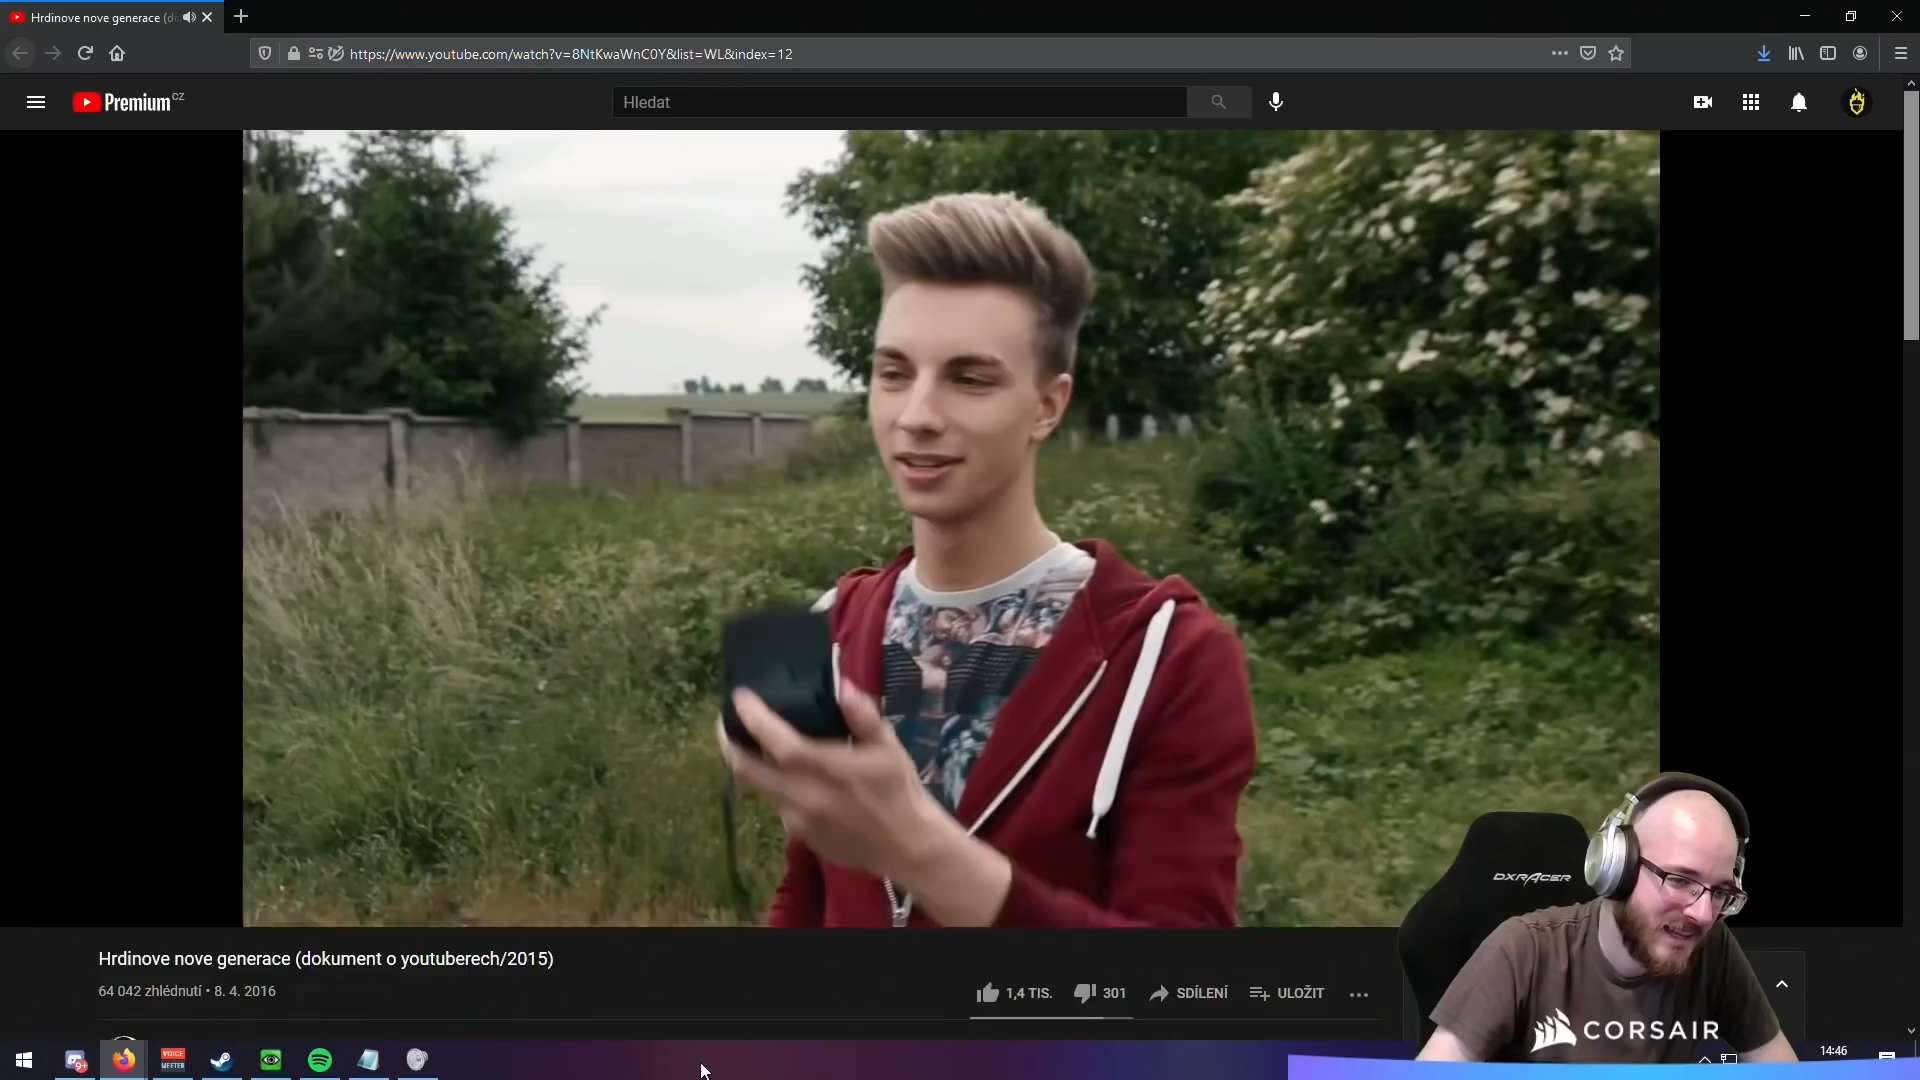 Hrdinove nove generace (d
https://www.youtube.com/watch?v=8NtKwaWnC0Y&list=WL&index=12
Premium CZ
Hledat
DXRACER
Hrdinove nove generace (dokument o youtuberech/2015)
64 042 zhlédnutí • 8. 4. 2016
1,4 TIS. 301 SDÍLENÍ ULOŽIT
CORSAIR
9+
VOICE
MEETER
14:46